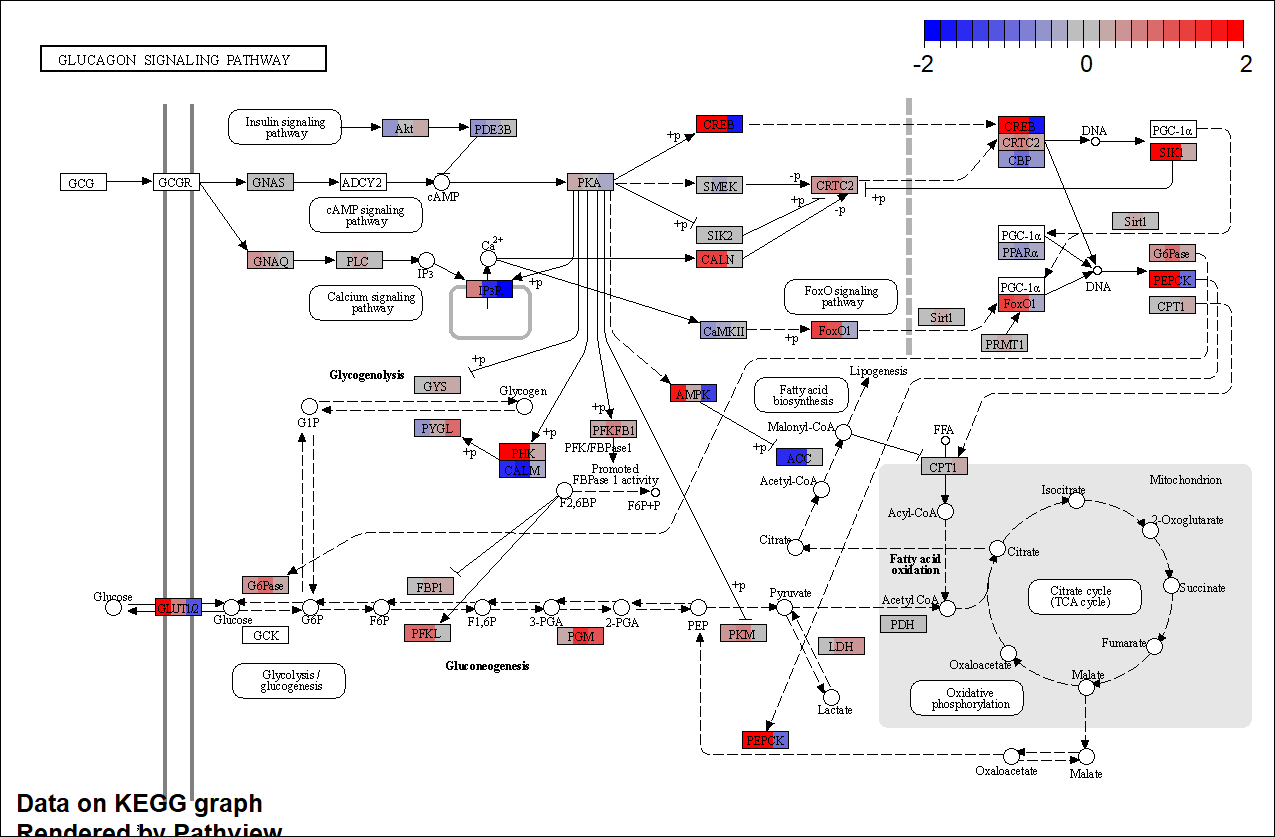 -2
0
2
GLUCAGON SIGNALING PATHWAY
Insulin signaling
pathway
Akt
PDE3B
+p
CREB
CREB
CRTC2
CBP
DNA
PGC-1α
SIK1
GCG
GCGR
GNAS
ADCY2
cAMP
PKA
SMEK
-p
CRTC2
+p
+p
-p
cAMP signaling
pathway
+p
SIK2
Sirt1
PGC-1α
PPARα
GNAQ
PLC
IP3
Ca2+
CALN
G6Pase
PEPCK
CPT1
DNA
IP3R
+p
Calcium signaling
pathway
FoxO signaling
pathway
PGC-1α
FoxO1
CaMKII
+p
FoxO1
Sirt1
PRMT1
+p
Glycogenolysis
GYS
Glycogen
G1P
PYGL
+p
+p
PHK
CALM
+p
PFKFB1
PFK/FBPase1
Promoted
FBPase 1 activity
F2,6BP
F6P+P
AMPK
+p
ACC
Fatty acid
biosynthesis
Lipogenesis
Malonyl-CoA
Acetyl-CoA
Citrate
FFA
CPT1
Acyl-CoA
Fatty acid
oxidation
Mitochondrion
Isocitrate
2-Oxoglutarate
Citrate
Succinate
Citrate cycle
(TCA cycle)
Fumarate
Oxaloacetate
Malate
Oxidative
phosphorylation
Glucose
GLUT1/2
Glucose
G6Pase
G6P
GCK
F6P
FBP1
PFKL
F1,6P
3-PGA
PGM
2-PGA
PEP
+p
PKM
Pyruvate
LDH
Lactate
Acetyl CoA
PDH
Gluconeogenesis
Glycolysis /
glucogenesis
PEPCK
Oxaloacetate
Malate
Data on KEGG graph
Rendered by Pathview